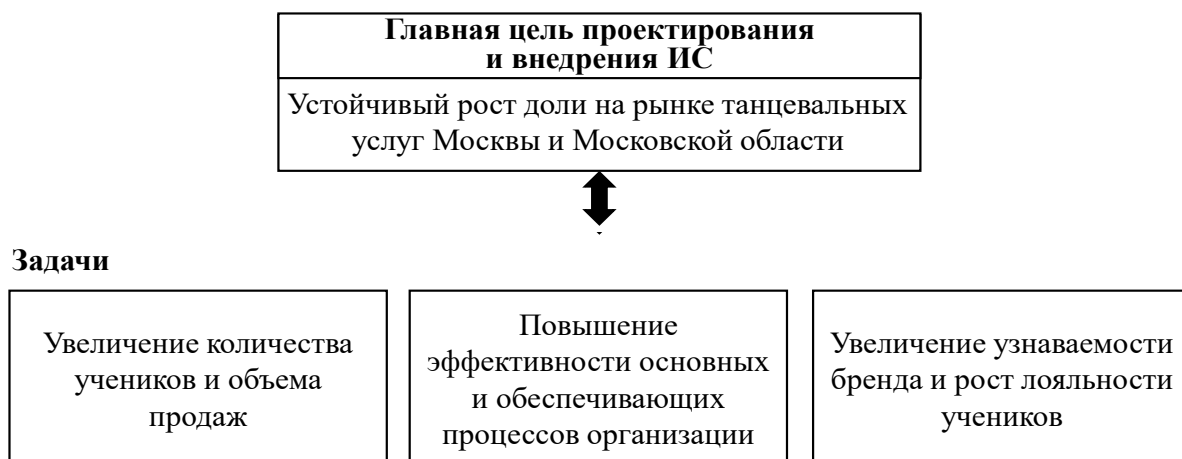 Главная цель проектирования
и внедрения ИС
Устойчивый рост доли на рынке танцевальных
услуг Москвы и Московской области
Задачи
Увеличение количества
учеников и объема
продаж
Повышение
эффективности основных
и обеспечивающих
процессов организации
Увеличение узнаваемости
бренда и рост лояльности
учеников